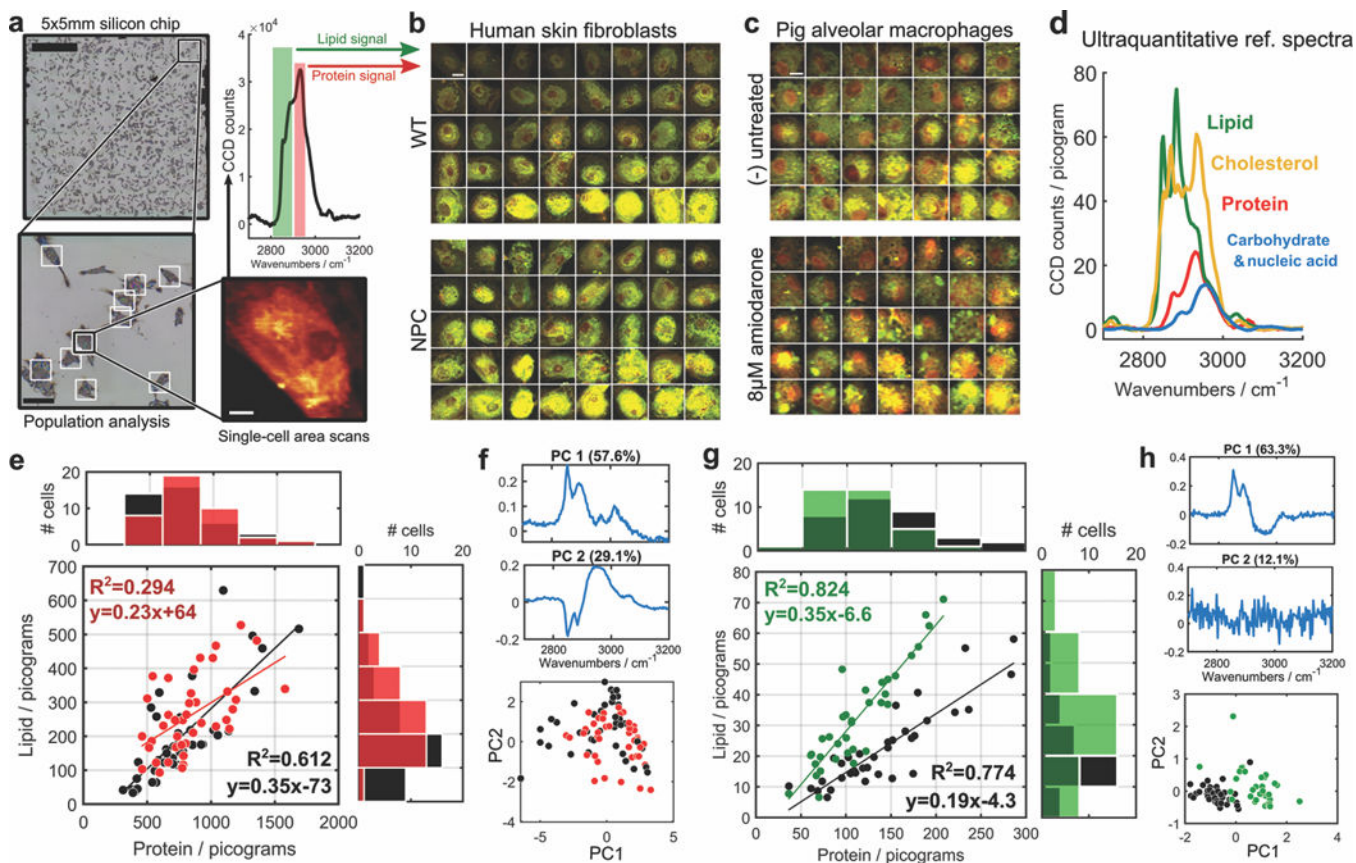 a
5x5mm silicon chip
Population analysis
Single-cell area scans
5 ×10⁴
4
3
2
1
0
CCD counts
2800 3000 3200
Wavenumbers / cm⁻¹
Lipid signal
Protein signal
b
Human skin fibroblasts
WT
NPC
c
Pig alveolar macrophages
(-) untreated
8μM amiodarone
d
Ultraquantitative ref. spectra
80
60
40
20
0
CCD counts / picogram
Lipid
Cholesterol
Protein
Carbohydrate
& nucleic acid
2800 3000 3200
Wavenumbers / cm⁻¹
e
20
10
0
# cells
# cells
0 10 20
700
600
500
400
300
200
100
0
Lipid / picograms
R²=0.294
y=0.23x+64
R²=0.612
y=0.35x-73
0 500 1000 1500 2000
Protein / picograms
f
PC 1 (57.6%)
0.2
0
PC 2 (29.1%)
0.2
0
-0.2
2800 3000 3200
Wavenumbers / cm⁻¹
2
0
-2
-4
PC2
-5 0 5
PC1
g
20
10
0
# cells
# cells
0 10 20
80
70
60
50
40
30
20
10
0
Lipid / picograms
R²=0.824
y=0.35x-6.6
R²=0.774
y=0.19x-4.3
0 50 100 150 200 250 300
Protein / picograms
h
PC 1 (63.3%)
0.4
0.2
0
-0.2
PC 2 (12.1%)
0.4
0.2
0
-0.2
2800 3000 3200
Wavenumbers / cm⁻¹
3
2
1
0
-1
PC2
-2 0 2 4
PC1